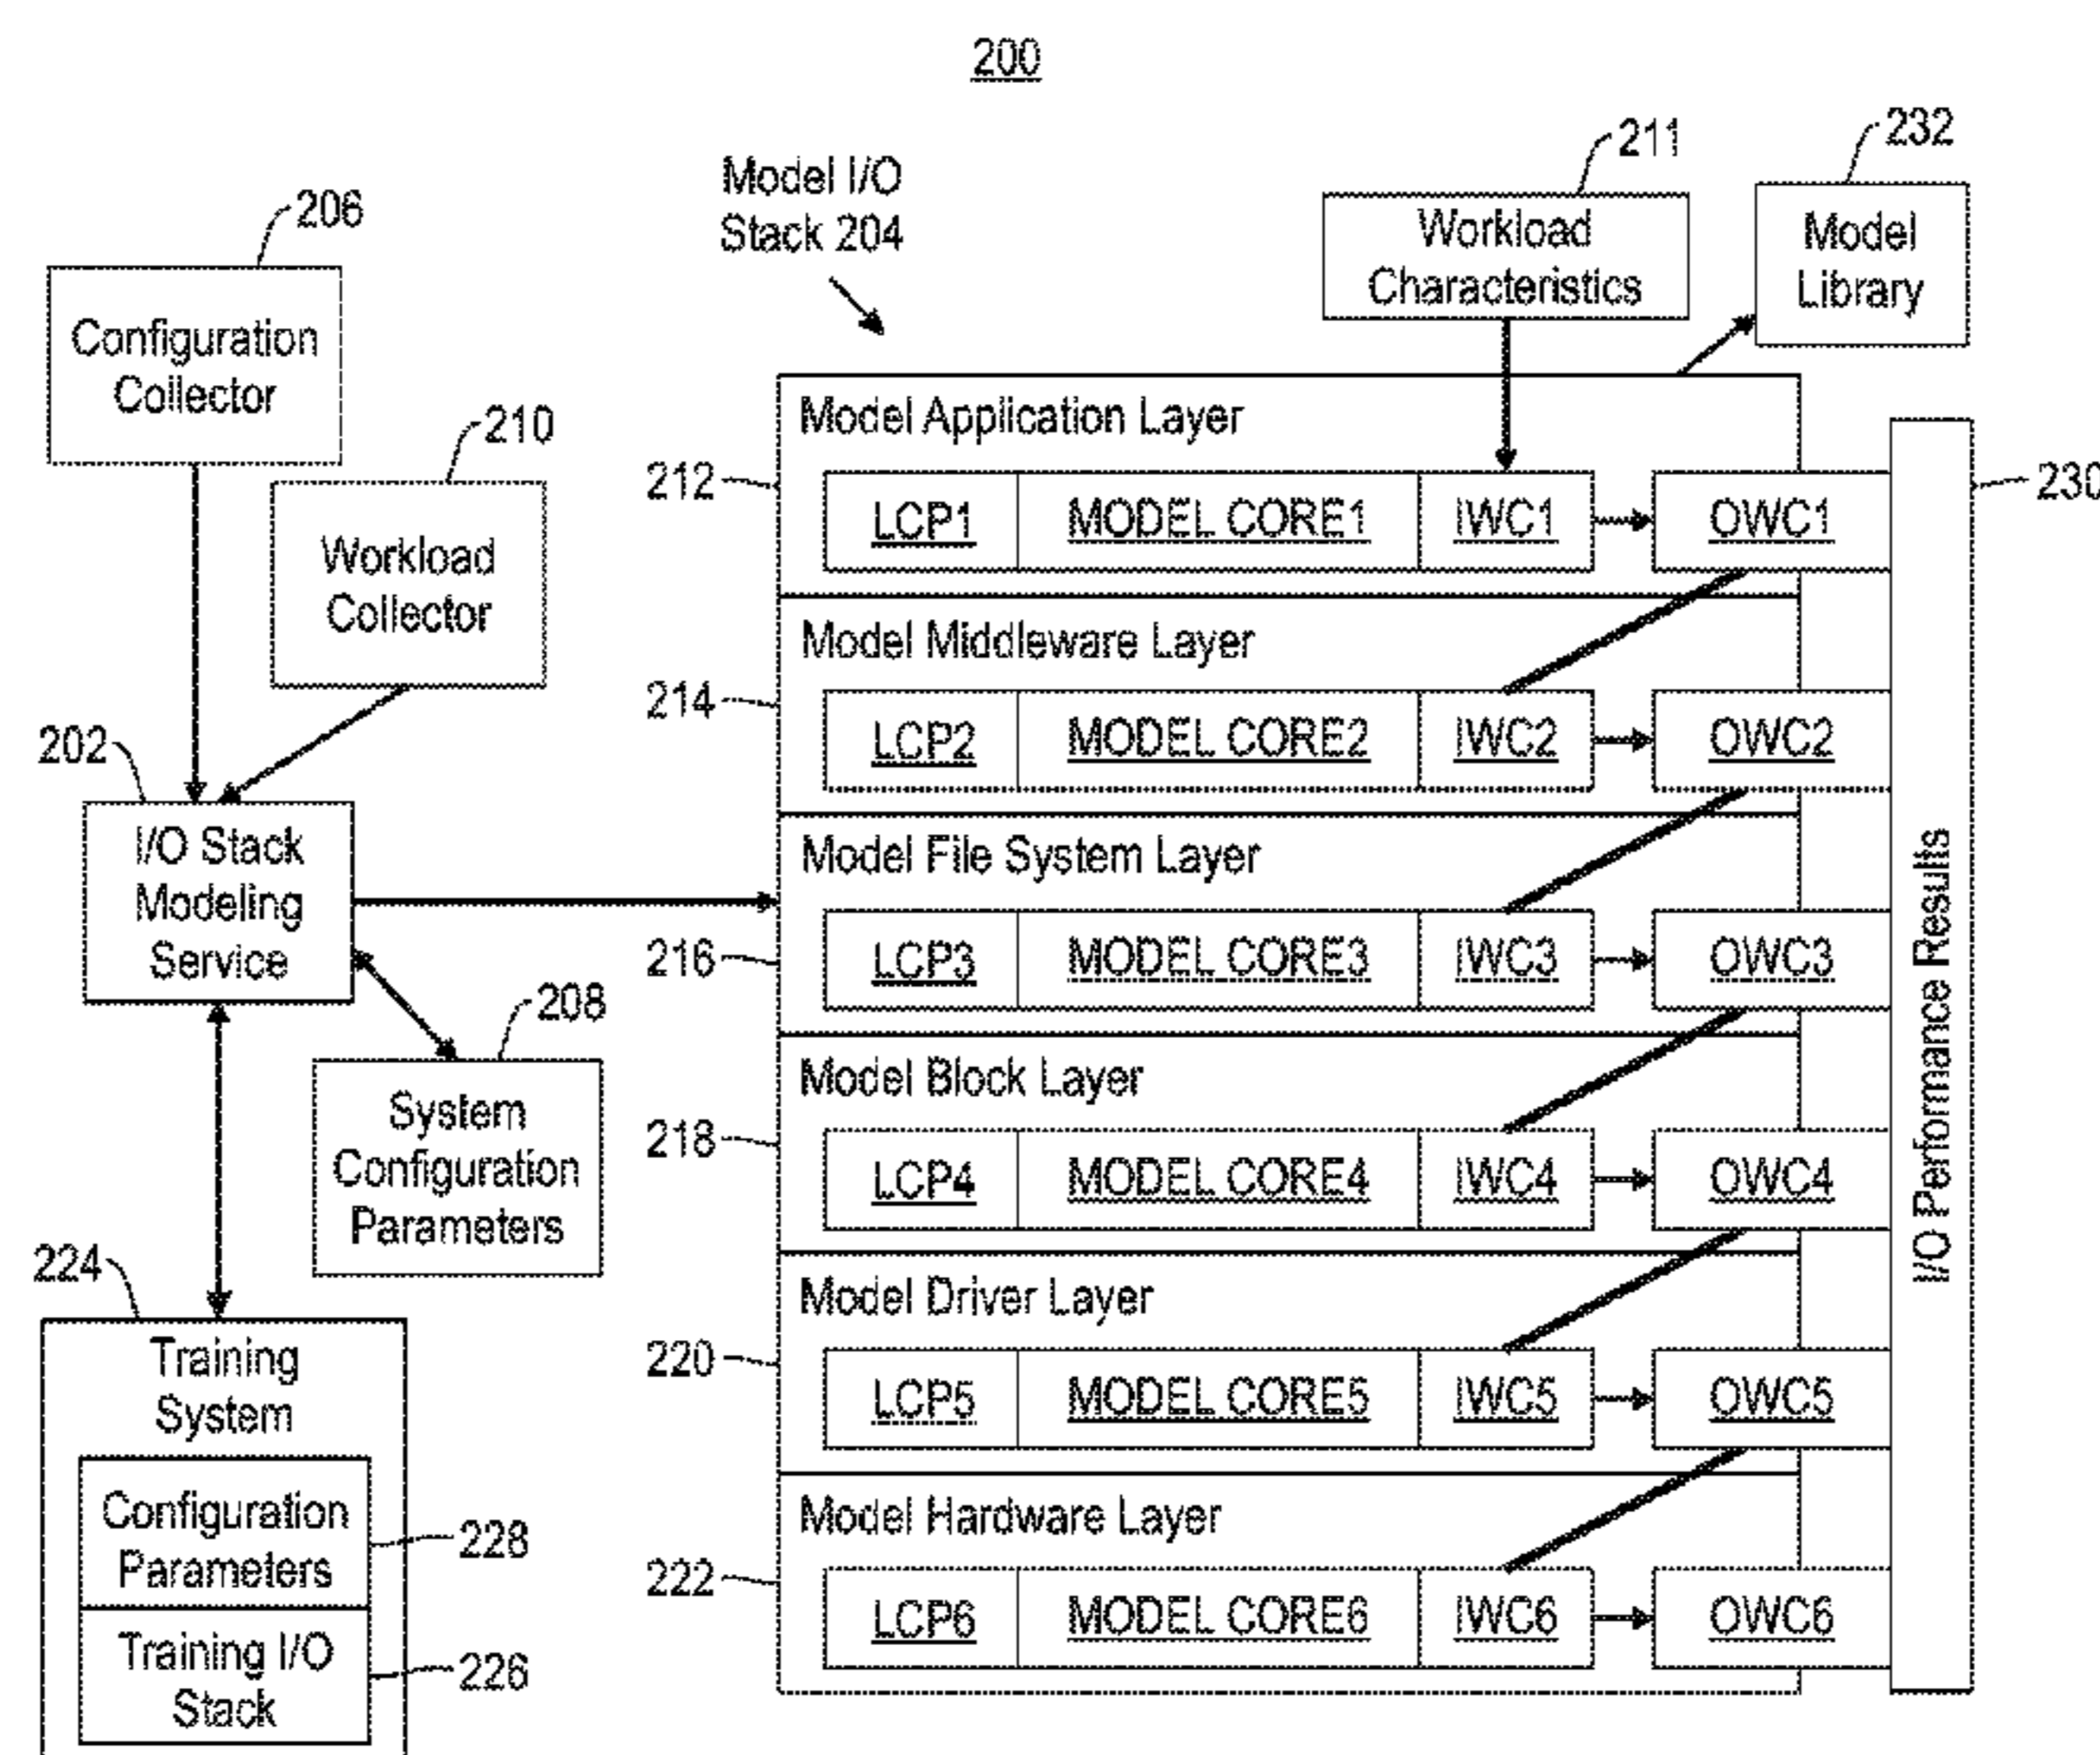 200
206
Configuration
Collector
210
Workload
Collector
202
I/O Stack
Modeling
Service
208
System
Configuration
Parameters
224
Training
System
Configuration
Parameters
228
Training I/O
Stack
226
Model I/O
Stack 204
211
Workload
Characteristics
232
Model
Library
Model Application Layer
212
LCP1 MODEL CORE1 IWC1 OWC1
Model Middleware Layer
214
LCP2 MODEL CORE2 IWC2 OWC2
Model File System Layer
216
LCP3 MODEL CORE3 IWC3 OWC3
Model Block Layer
218
LCP4 MODEL CORE4 IWC4 OWC4
Model Driver Layer
220
LCP5 MODEL CORE5 IWC5 OWC5
Model Hardware Layer
222
LCP6 MODEL CORE6 IWC6 OWC6
230
I/O Performance Results